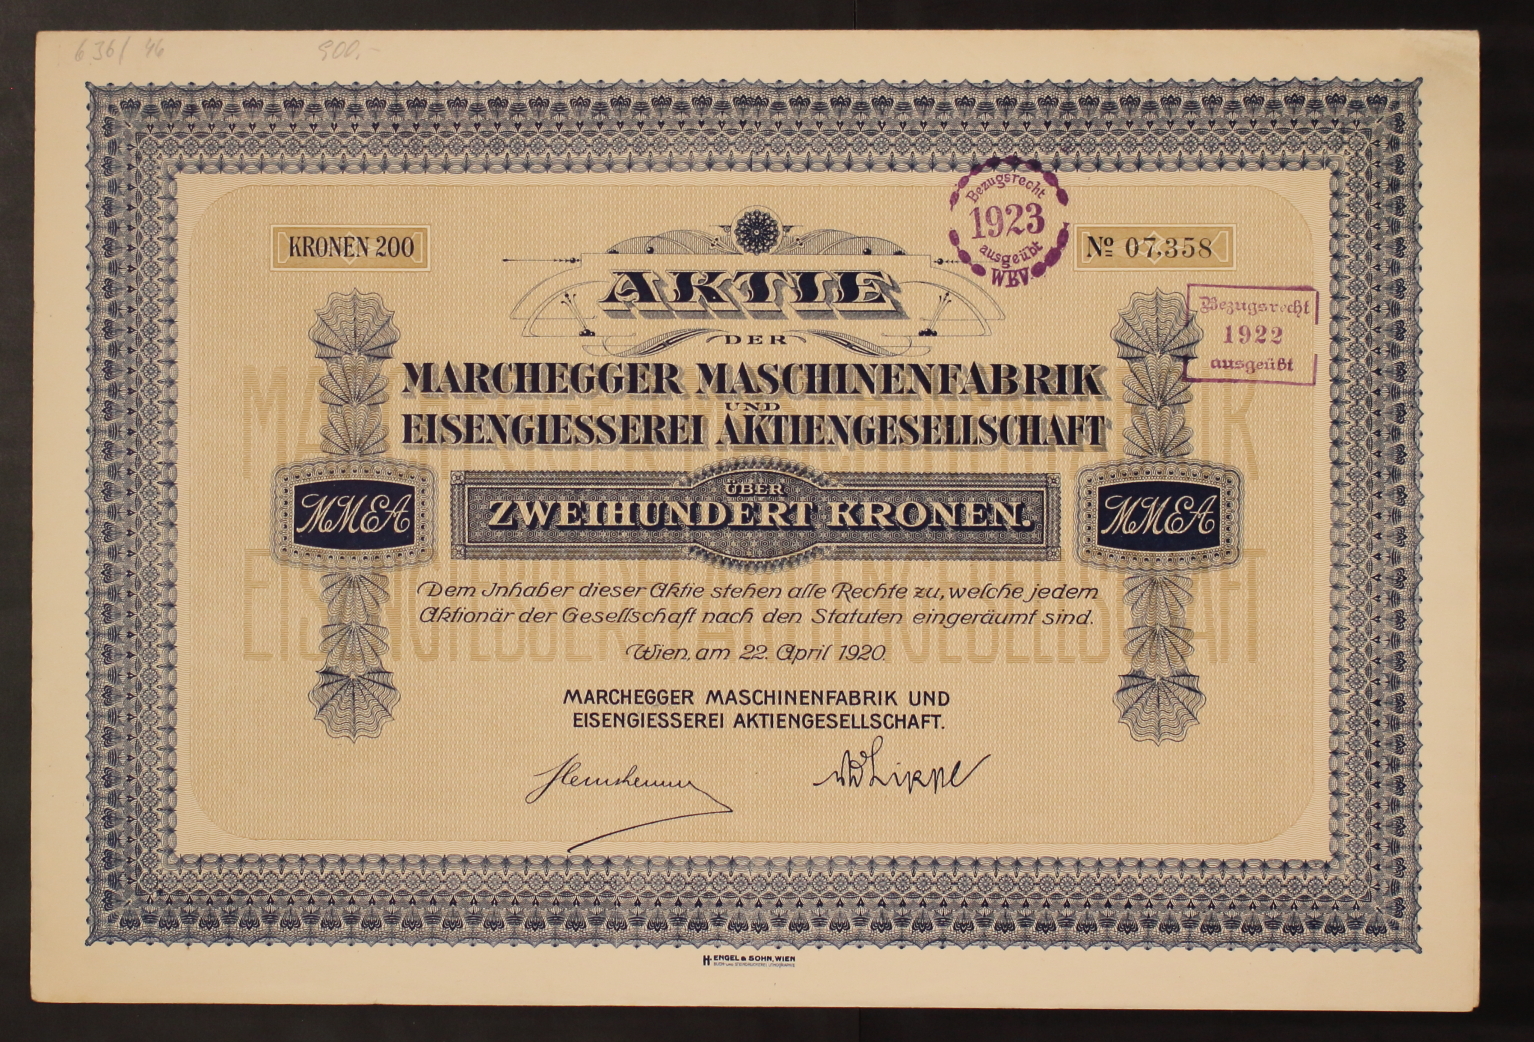 636/46 900.-
KRONEN 200
Bezugsrecht
1923
ausgeübt
WBV
Nº 07,358
AKTIE
DER
Bezugsrecht
1922
ausgeübt
MARCHEGGER MASCHINENFABRIK
UND
EISENGIESSEREI AKTIENGESELLSCHAFT
MMEA
ÜBER
ZWEIHUNDERT KRONEN.
MMEA
Dem Inhaber dieser Aktie stehen alle Rechte zu, welche jedem
Aktionär der Gesellschaft nach den Statuten eingeräumt sind.
Wien, am 22. April 1920.
MARCHEGGER MASCHINENFABRIK UND
EISENGIESSEREI AKTIENGESELLSCHAFT.
H. ENGEL & SOHN, WIEN